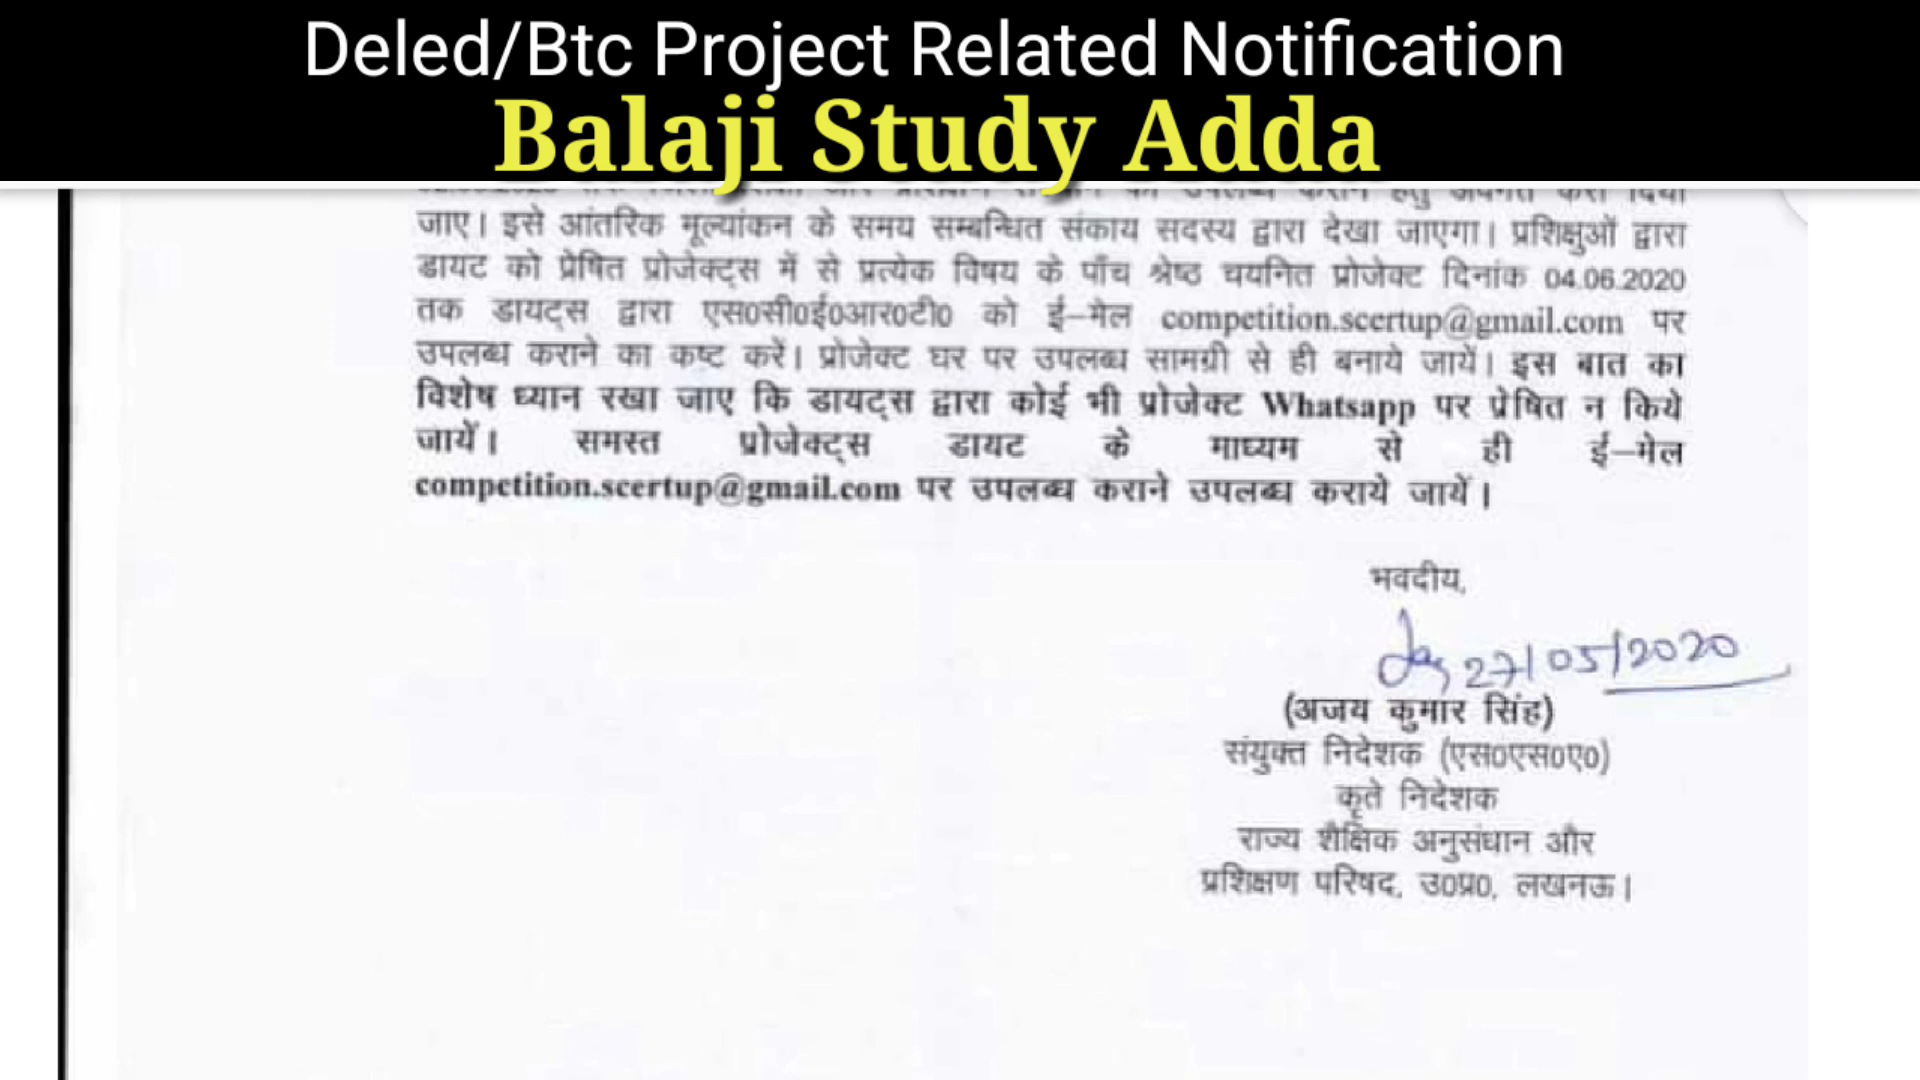 Deled/Btc Project Related Notification
Balaji Study Adda
को उपलब्ध कराने हेतु अवगत करा दिया
जाए। इसे आंतरिक मूल्यांकन के समय सम्बन्धित संकाय सदस्य द्वारा देखा जाएगा। प्रशिक्षुओं द्वारा
डायट को प्रेषित प्रोजेक्ट्स में से प्रत्येक विषय के पाँच श्रेष्ठ चयनित प्रोजेक्ट दिनांक 04.06.2020
तक डायट्स द्वारा एस0सी0ई0आर0टी0 को ई–मेल competition.scertup@gmail.com पर
उपलब्ध कराने का कष्ट करें। प्रोजेक्ट घर पर उपलब्ध सामग्री से ही बनाये जायें। इस बात का
विशेष ध्यान रखा जाए कि डायट्स द्वारा कोई भी प्रोजेक्ट Whatsapp पर प्रेषित न किये
जायें। समस्त प्रोजेक्ट्स डायट के माध्यम से ही ई–मेल
competition.scertup@gmail.com पर उपलब्ध कराने उपलब्ध कराये जायें।
भवदीय,
27/05/2020
(अजय कुमार सिंह)
संयुक्त निदेशक (एस0एस0ए0)
कृते निदेशक
राज्य शैक्षिक अनुसंधान और
प्रशिक्षण परिषद, उ0प्र0, लखनऊ।